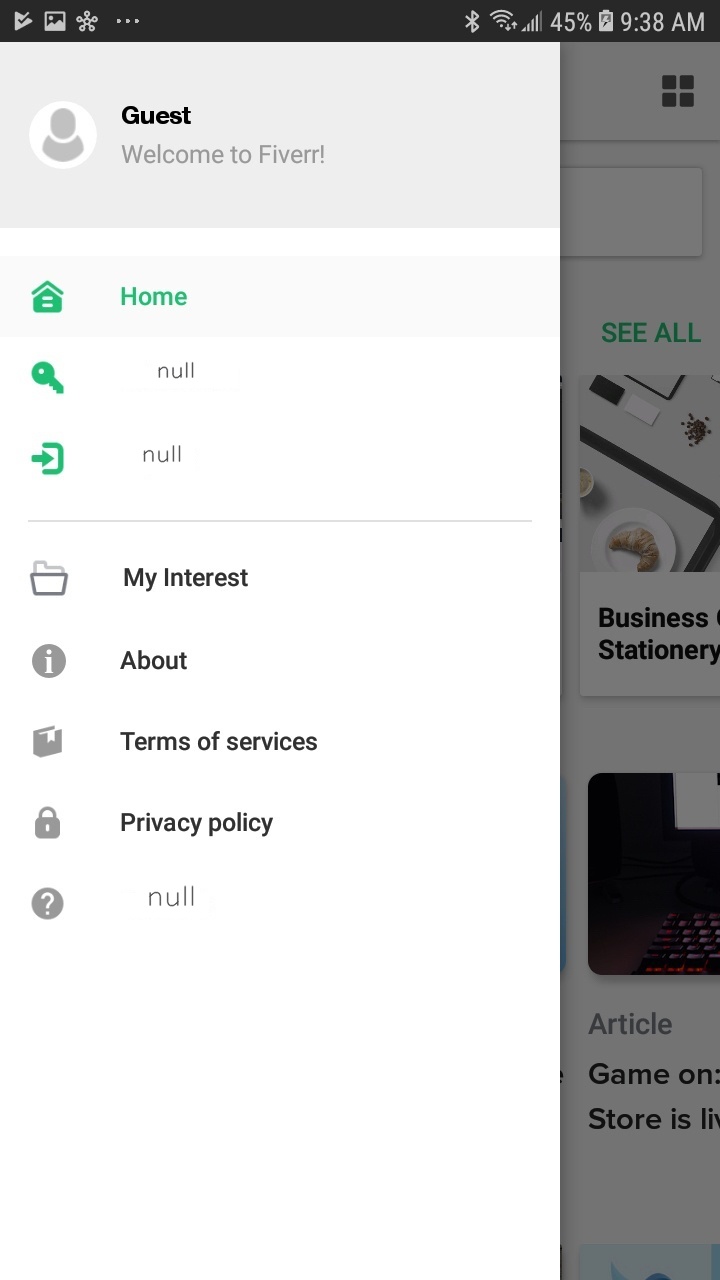 45% 9:38 AM
Guest
Welcome to Fiverr!
Home
null
null
My Interest
About
Terms of services
Privacy policy
null
SEE ALL
Business
Stationery
Article
Game on:
Store is